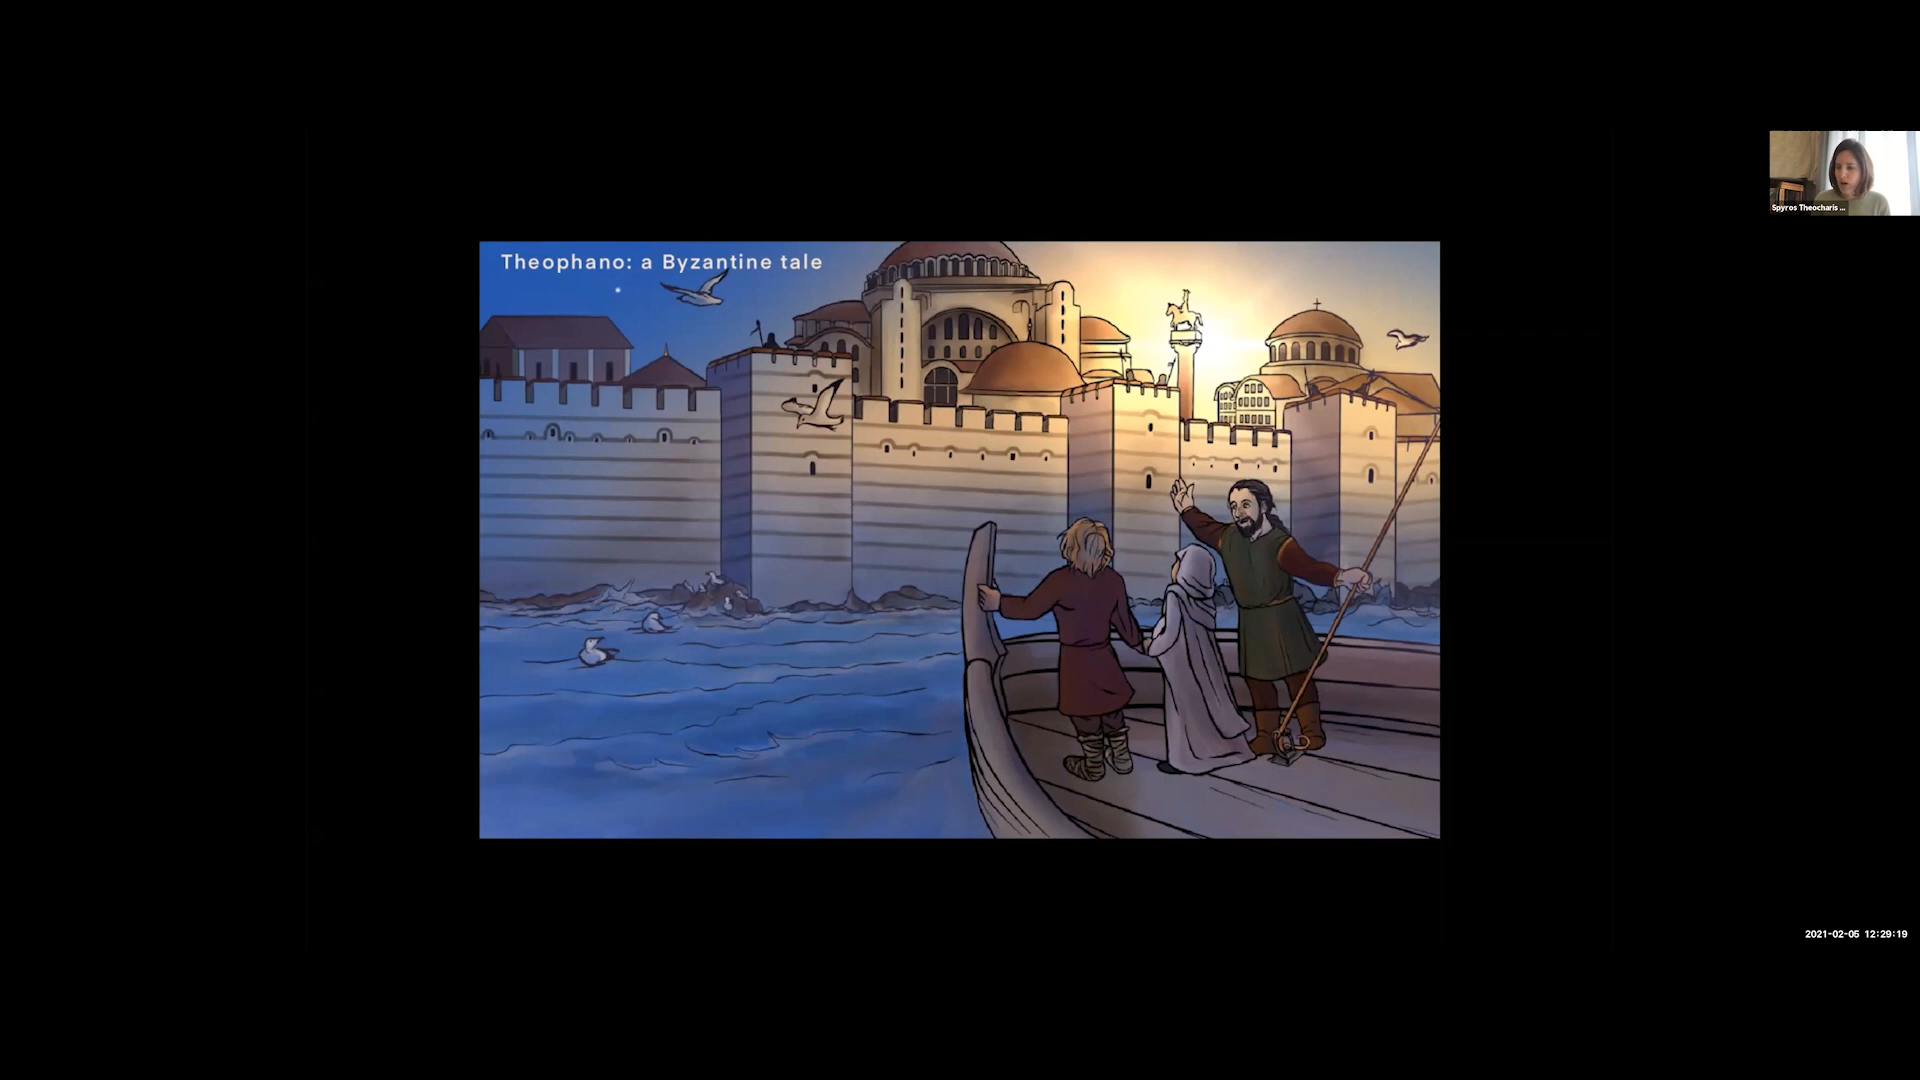 Theophano: a Byzantine tale
Spyros Theocharis ...
2021-02-05 12:29:19